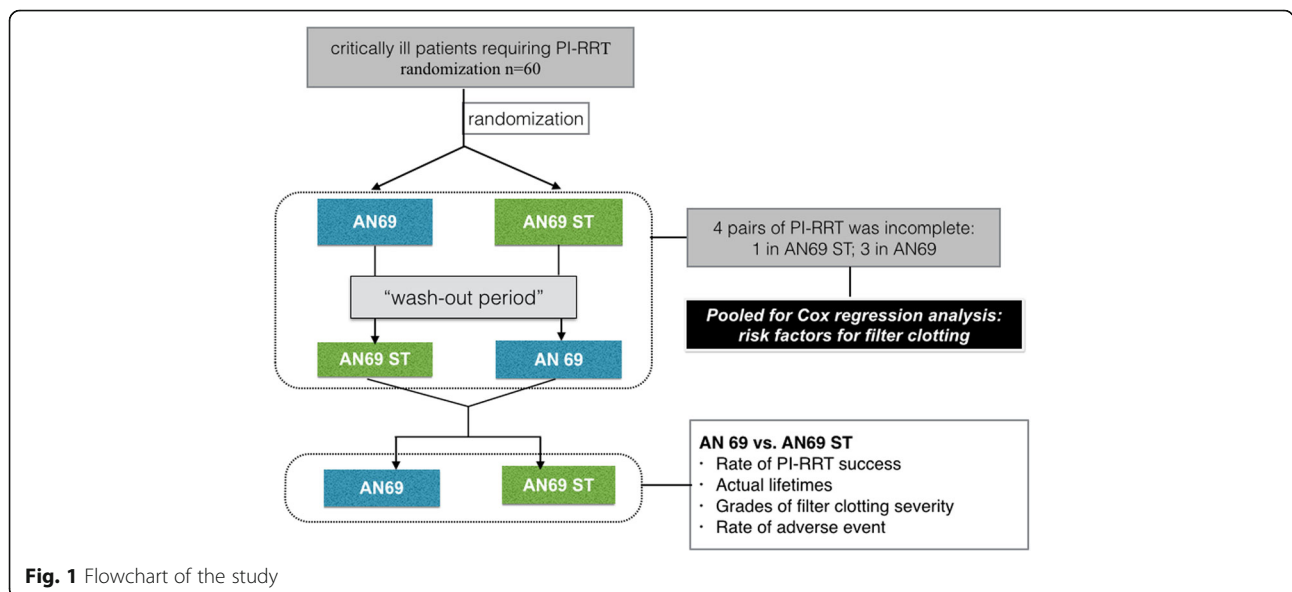 critically ill patients requiring PI-RRT
randomization n=60
randomization
AN69
AN69 ST
4 pairs of PI-RRT was incomplete:
1 in AN69 ST; 3 in AN69
"wash-out period"
Pooled for Cox regression analysis:
risk factors for filter clotting
AN69 ST
AN 69
AN 69 vs. AN69 ST
· Rate of PI-RRT success
· Actual lifetimes
· Grades of filter clotting severity
· Rate of adverse event
AN69
AN69 ST
Fig. 1 Flowchart of the study